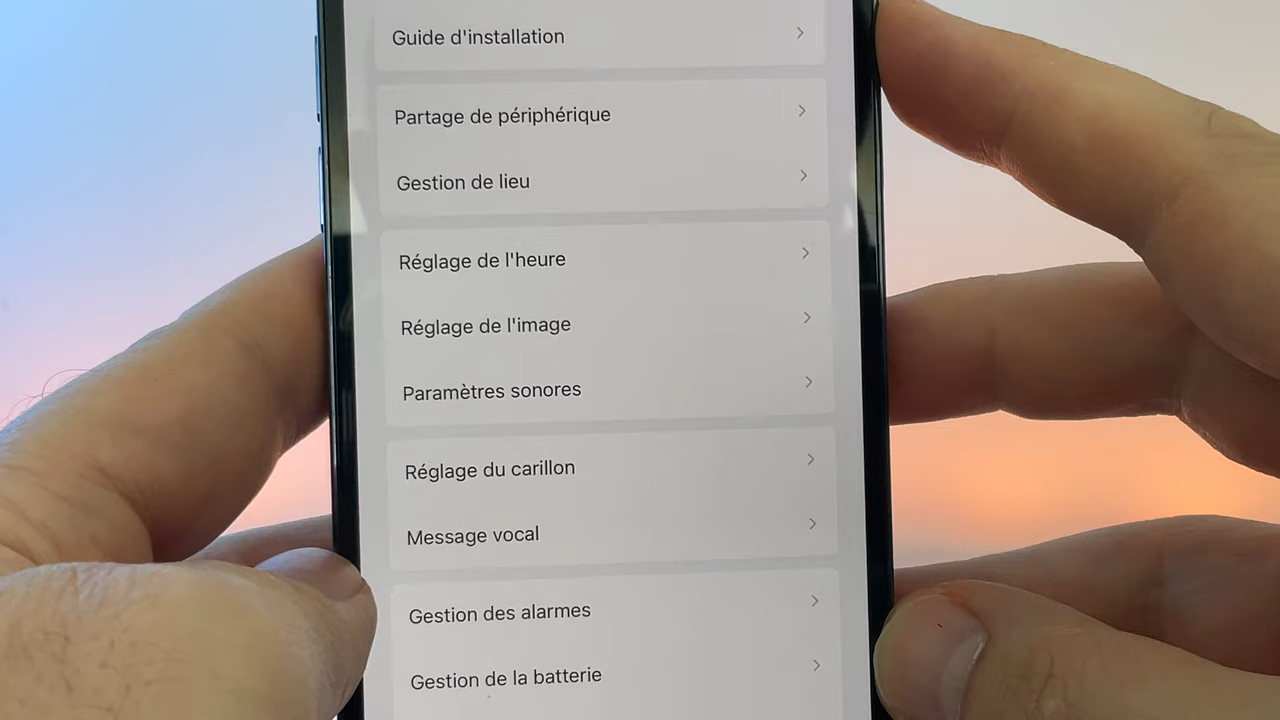 Guide d'installation
Partage de périphérique
Gestion de lieu
Réglage de l'heure
Réglage de l'image
Paramètres sonores
Réglage du carillon
Message vocal
Gestion des alarmes
Gestion de la batterie